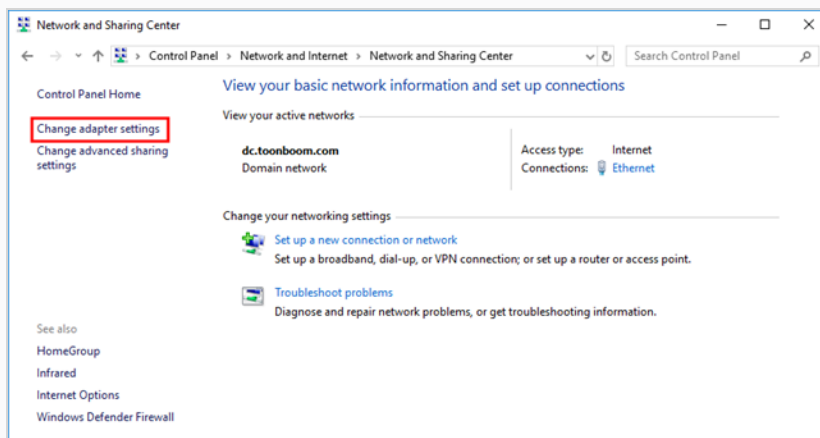 Network and Sharing Center
Control Panel > Network and Internet > Network and Sharing Center
Search Control Panel
Control Panel Home
Change adapter settings
Change advanced sharing
settings
View your basic network information and set up connections
View your active networks
dc.toonboom.com
Domain network
Access type: Internet
Connections: Ethernet
Change your networking settings
Set up a new connection or network
Set up a broadband, dial-up, or VPN connection; or set up a router or access point.
Troubleshoot problems
Diagnose and repair network problems, or get troubleshooting information.
See also
HomeGroup
Infrared
Internet Options
Windows Defender Firewall